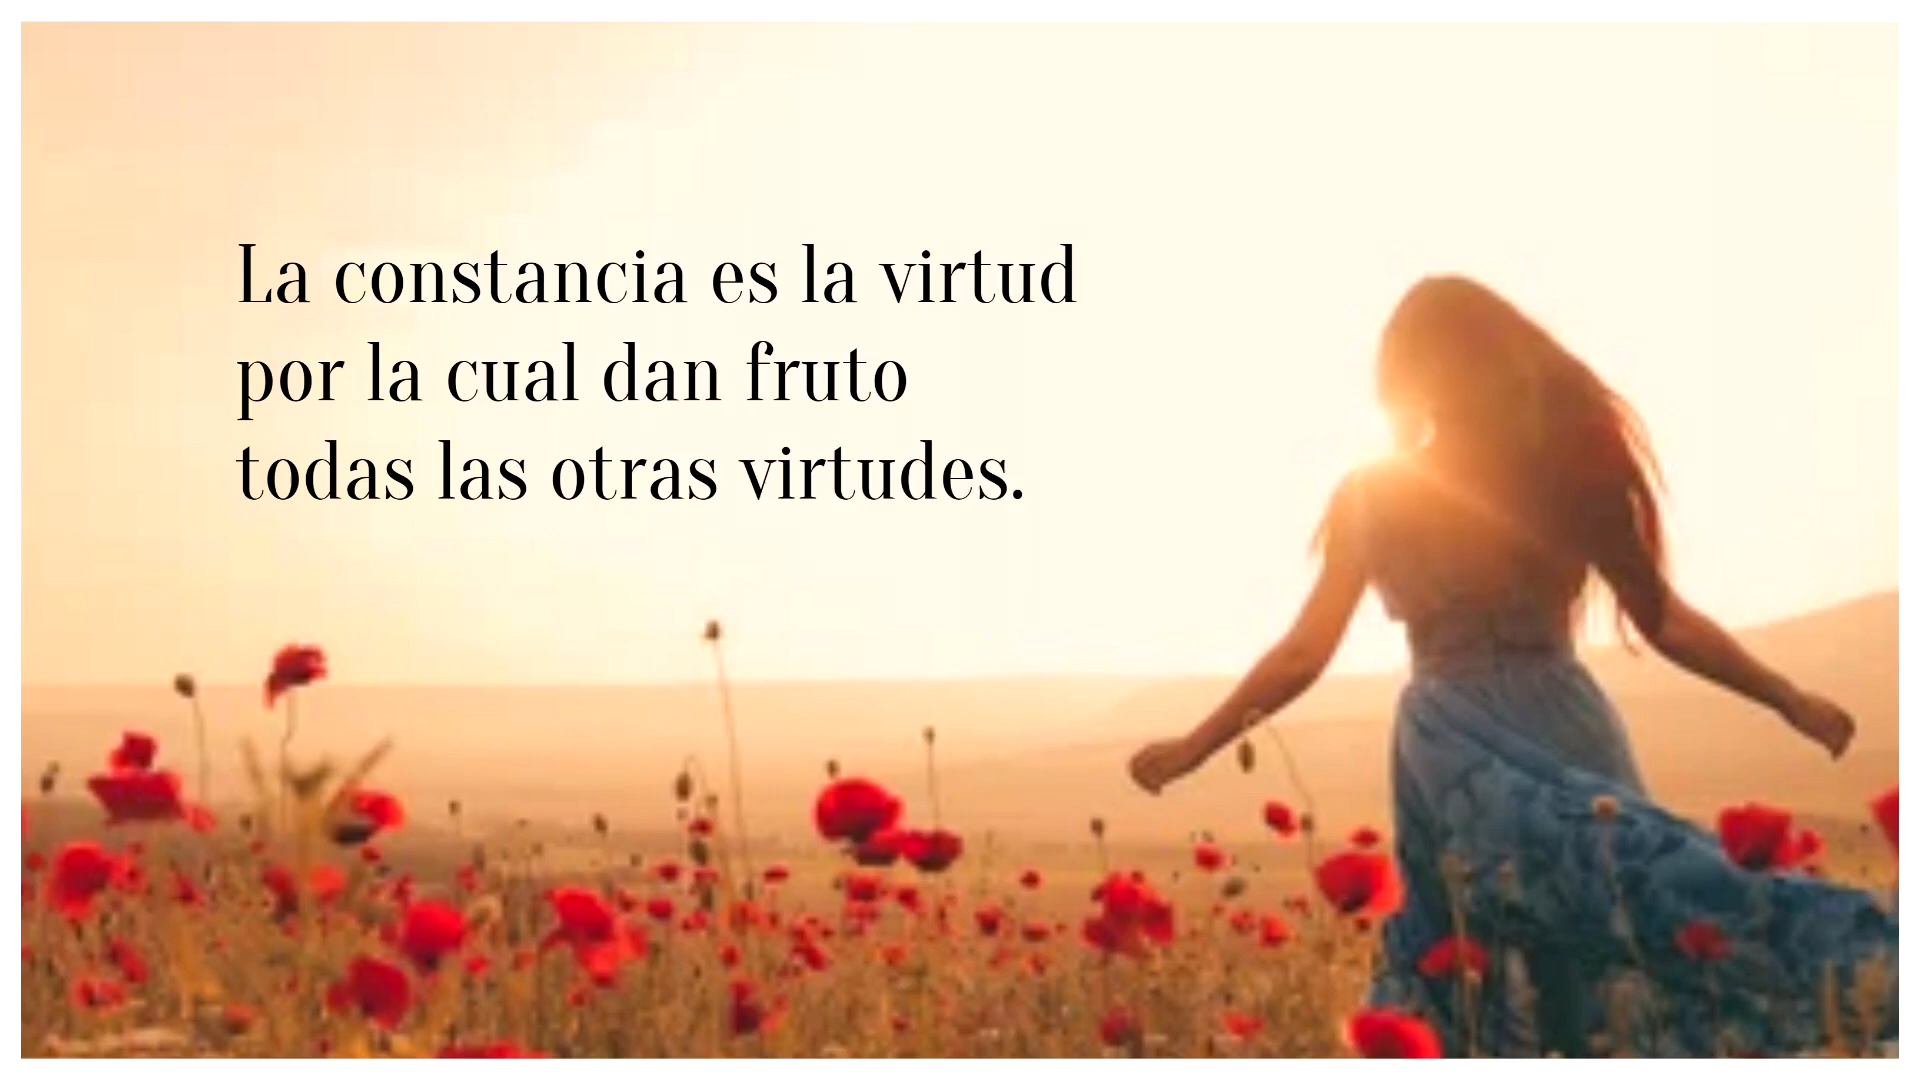 La constancia es la virtud
por la cual dan fruto
todas las otras virtudes.